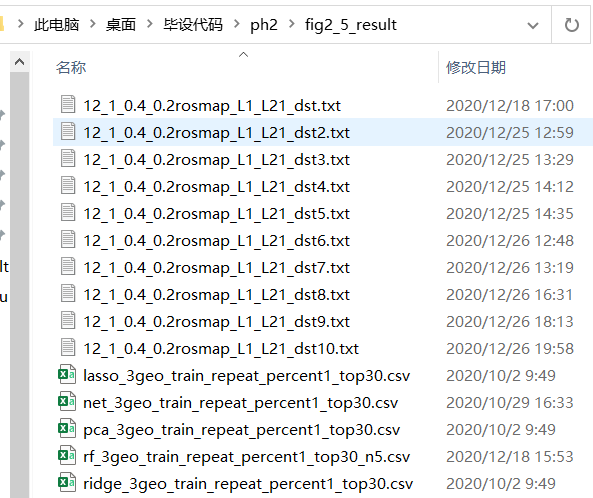 此电脑 > 桌面 > 毕设代码 > ph2 > fig2_5_result
名称 修改日期
12_1_0.4_0.2rosmap_L1_L21_dst.txt 2020/12/18 17:00
12_1_0.4_0.2rosmap_L1_L21_dst2.txt 2020/12/25 12:59
12_1_0.4_0.2rosmap_L1_L21_dst3.txt 2020/12/25 13:29
12_1_0.4_0.2rosmap_L1_L21_dst4.txt 2020/12/25 14:12
12_1_0.4_0.2rosmap_L1_L21_dst5.txt 2020/12/25 14:35
12_1_0.4_0.2rosmap_L1_L21_dst6.txt 2020/12/26 12:48
12_1_0.4_0.2rosmap_L1_L21_dst7.txt 2020/12/26 13:19
12_1_0.4_0.2rosmap_L1_L21_dst8.txt 2020/12/26 16:31
12_1_0.4_0.2rosmap_L1_L21_dst9.txt 2020/12/26 18:13
12_1_0.4_0.2rosmap_L1_L21_dst10.txt 2020/12/26 19:58
lasso_3geo_train_repeat_percent1_top30.csv 2020/10/2 9:49
net_3geo_train_repeat_percent1_top30.csv 2020/10/29 16:33
pca_3geo_train_repeat_percent1_top30.csv 2020/10/2 9:49
rf_3geo_train_repeat_percent1_top30_n5.csv 2020/12/18 15:53
ridge_3geo_train_repeat_percent1_top30.csv 2020/10/2 9:49